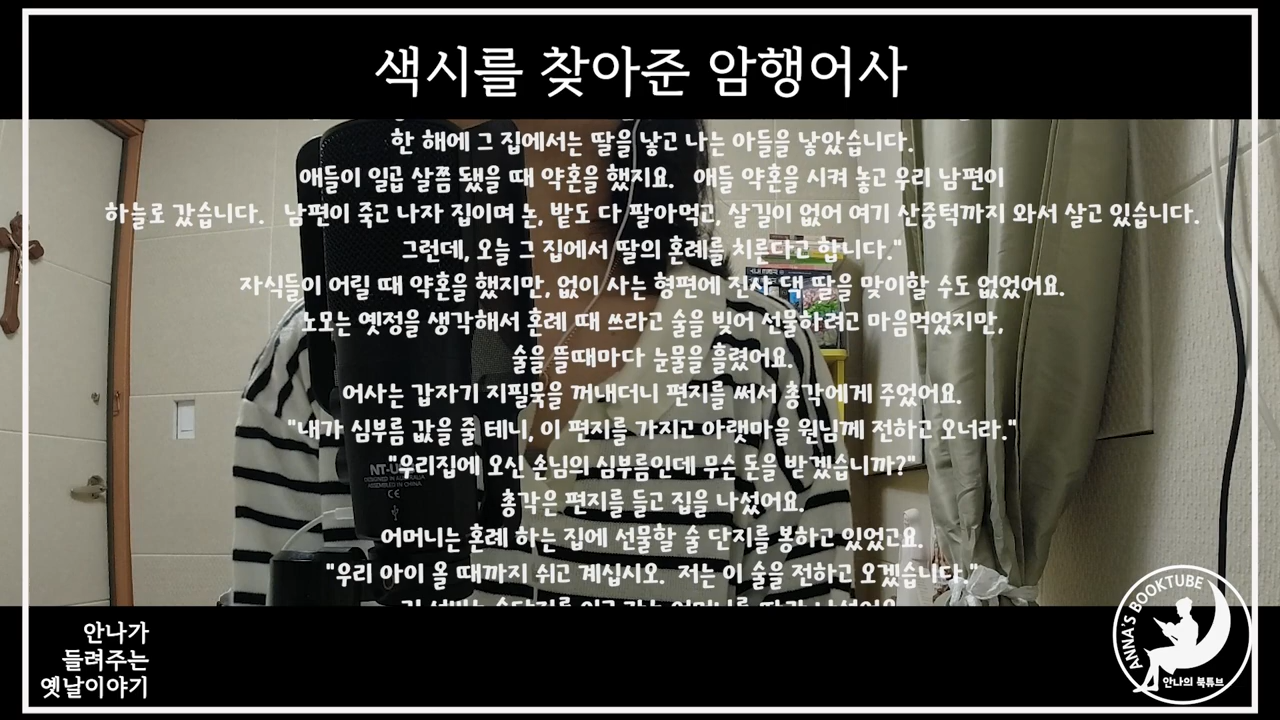 색시를 찾아준 암행어사
한 해에 그 집에서는 딸을 낳고 나는 아들을 낳았습니다.
애들이 일곱 살쯤 됐을 때 약혼을 했지요. 애들 약혼을 시켜 놓고 우리 남편이
하늘로 갔습니다. 남편이 죽고 나자 집이며 논, 밭도 다 팔아먹고, 살길이 없어 여기 산중턱까지 와서 살고 있습니다.
그런데, 오늘 그 집에서 딸의 혼례를 치른다고 합니다."
자식들이 어릴 때 약혼을 했지만, 없이 사는 형편에 진사 댁 딸을 맞이할 수도 없었어요.
노모는 옛정을 생각해서 혼례 때 쓰라고 술을 빚어 선물하려고 마음먹었지만,
술을 뜰때마다 눈물을 흘렸어요.
어사는 갑자기 지필묵을 꺼내더니 편지를 써서 총각에게 주었어요.
"내가 심부름 값을 줄 테니, 이 편지를 가지고 아랫마을 원님께 전하고 오너라."
"우리집에 오신 손님의 심부름인데 무슨 돈을 받겠습니까?"
총각은 편지를 들고 집을 나섰어요.
어머니는 혼례 하는 집에 선물할 술 단지를 봉하고 있었고요.
"우리 아이 올 때까지 쉬고 계십시오. 저는 이 술을 전하고 오겠습니다."
NT-U
DESIGNED IN AUSTRALIA
ASSEMBLED IN CHINA
CE
안나가
들려주는
옛날이야기
ANNA'S BOOKTUBE
안나의 북튜브